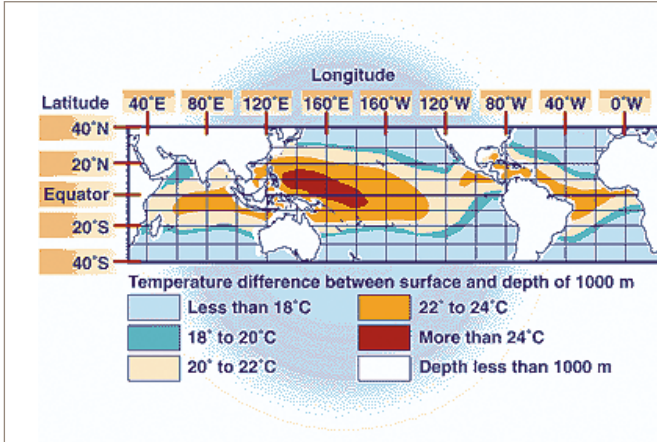 Longitude
Latitude 40˚E 80˚E 120˚E 160˚E 160˚W 120˚W 80˚W 40˚W 0˚W
40˚N
20˚N
Equator
20˚S
40˚S
Temperature difference between surface and depth of 1000 m
Less than 18˚C 22˚ to 24˚C
18˚ to 20˚C More than 24˚C
20˚ to 22˚C Depth less than 1000 m